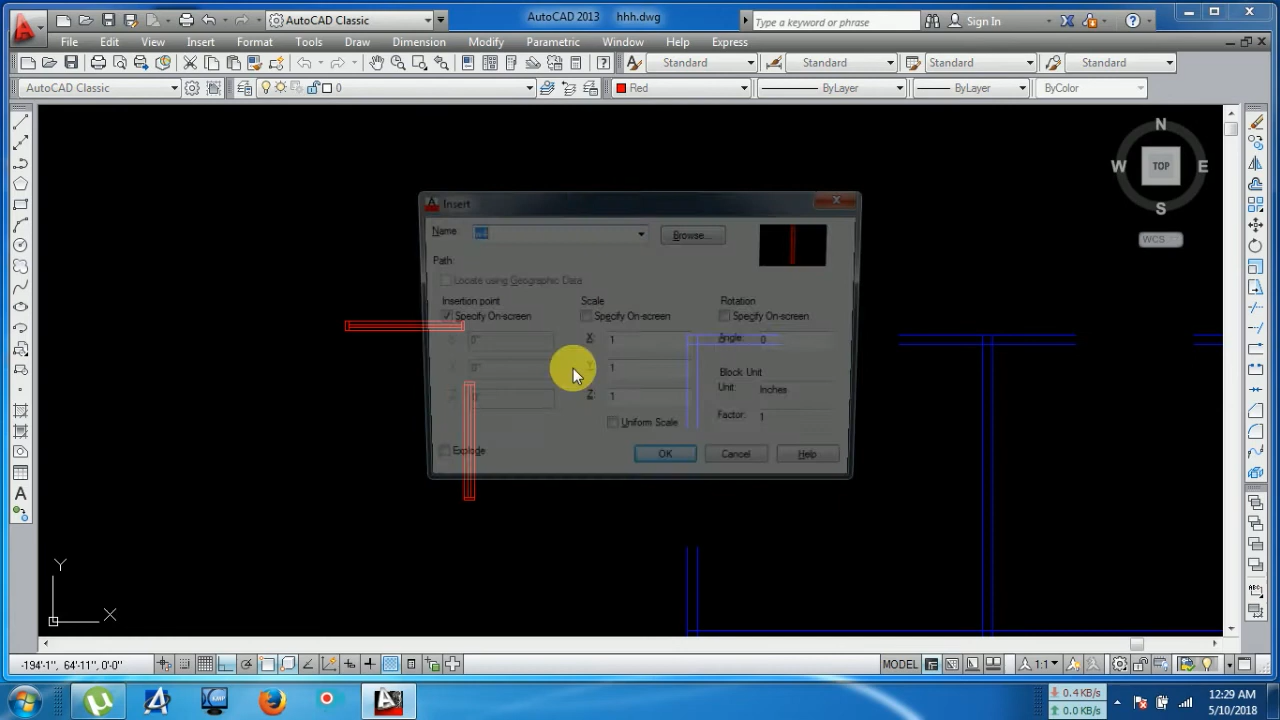 AutoCAD Classic
AutoCAD 2013 hhh.dwg
Type a keyword or phrase
Sign In
File Edit View Insert Format Tools Draw Dimension Modify Parametric Window Help Express
Standard Standard Standard Standard
AutoCAD Classic
0
Red
ByLayer
ByLayer
ByColor
N
W TOP E
S
WCS
Insert
Name:
Browse...
Path:
Locate using Geographic Data
Insertion point Scale Rotation
Specify On-screen Specify On-screen Specify On-screen
X: 0" X: 1 Angle: 0
0" 1
Block Unit
Unit: Inches
Z: 1
Factor: 1
Uniform Scale
Explode
OK Cancel Help
Y
X
-194'-1", 64'-11", 0'-0"
MODEL
1:1
0.4 KB/s
0.0 KB/s
12:29 AM
5/10/2018